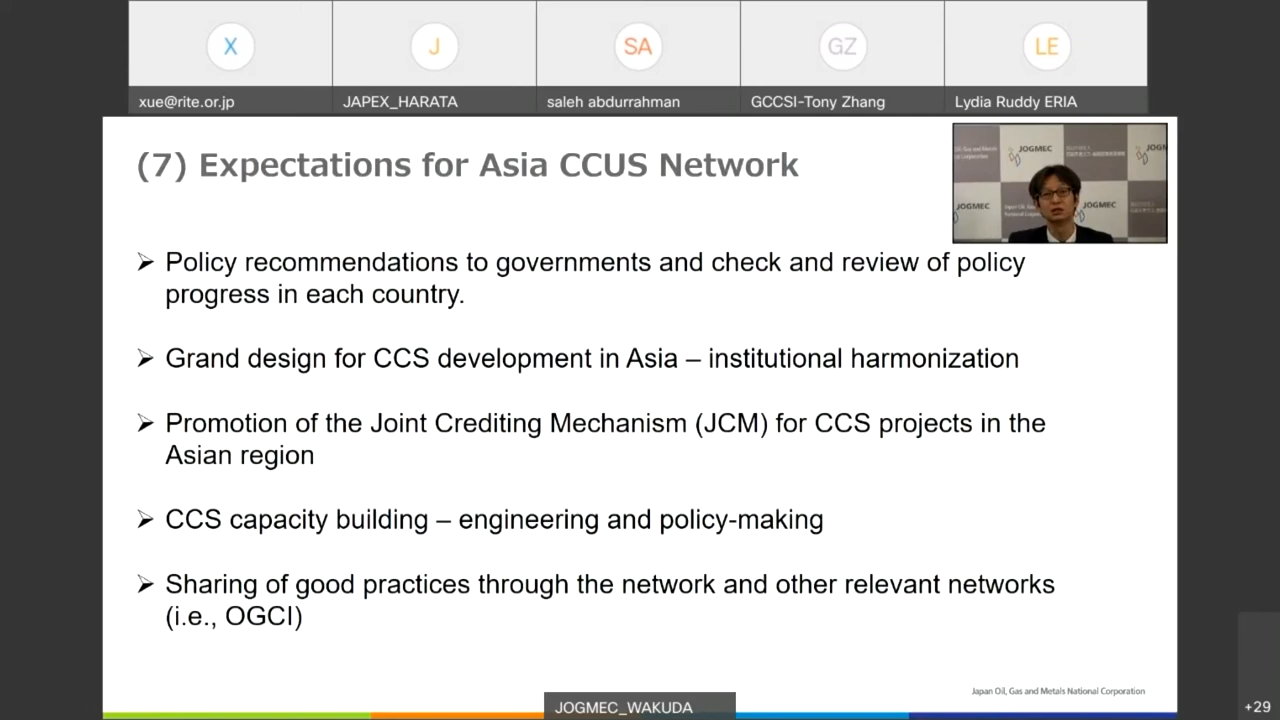 X
J
SA
GZ
LE
xue@rite.or.jp
JAPEX_HARATA
saleh abdurrahman
GCCSI-Tony Zhang
Lydia Ruddy ERIA
(7) Expectations for Asia CCUS Network
JOGMEC
JOGMEC
JOGMEC
➢ Policy recommendations to governments and check and review of policy
progress in each country.
➢ Grand design for CCS development in Asia – institutional harmonization
➢ Promotion of the Joint Crediting Mechanism (JCM) for CCS projects in the
Asian region
➢ CCS capacity building – engineering and policy-making
➢ Sharing of good practices through the network and other relevant networks
(i.e., OGCI)
Japan Oil, Gas and Metals National Corporation
JOGMEC_WAKUDA
+29